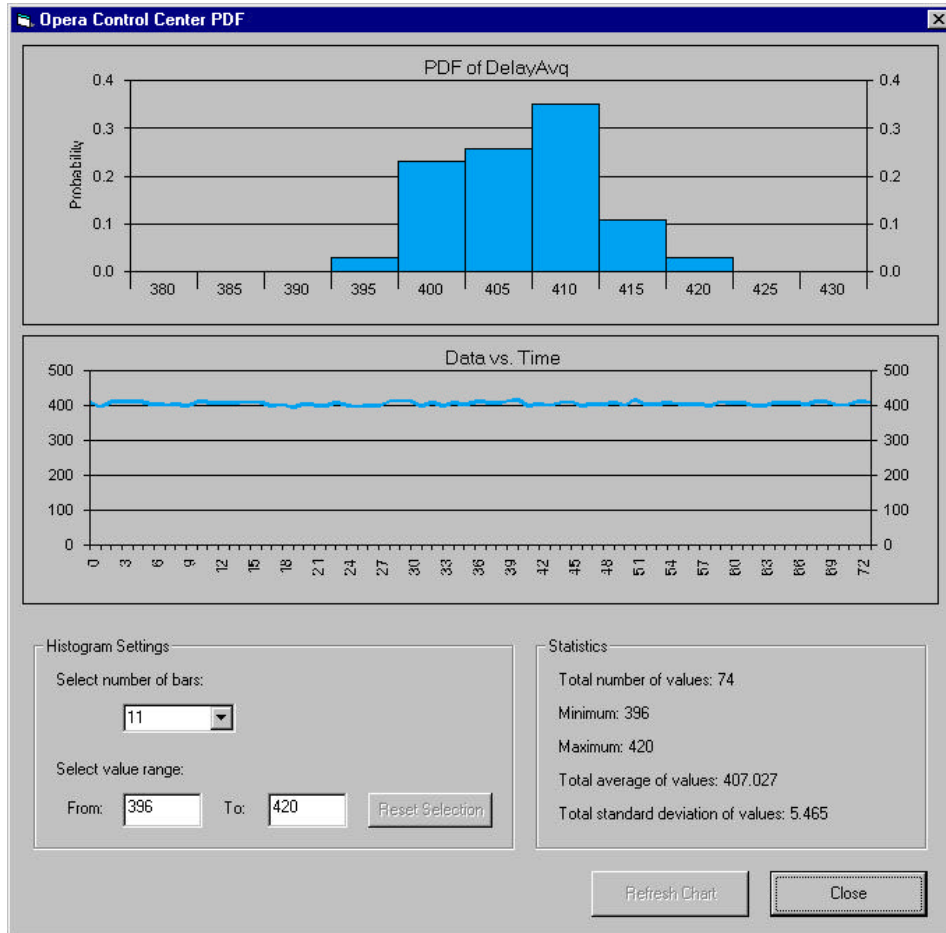 Opera Control Center PDF
PDF of DelayAvg
0.4 0.4
0.3 0.3
0.2 0.2
0.1 0.1
0.0 0.0
Probability
380 385 390 395 400 405 410 415 420 425 430
Data vs. Time
500 500
400 400
300 300
200 200
100 100
0 0
0 3 6 9 12 15 18 21 24 27 30 33 36 39 42 45 48 51 54 57 60 63 66 69 72
Histogram Settings
Select number of bars:
11
Select value range:
From: 396 To: 420 Reset Selection
Statistics
Total number of values: 74
Minimum: 396
Maximum: 420
Total average of values: 407.027
Total standard deviation of values: 5.465
Refresh Chart Close